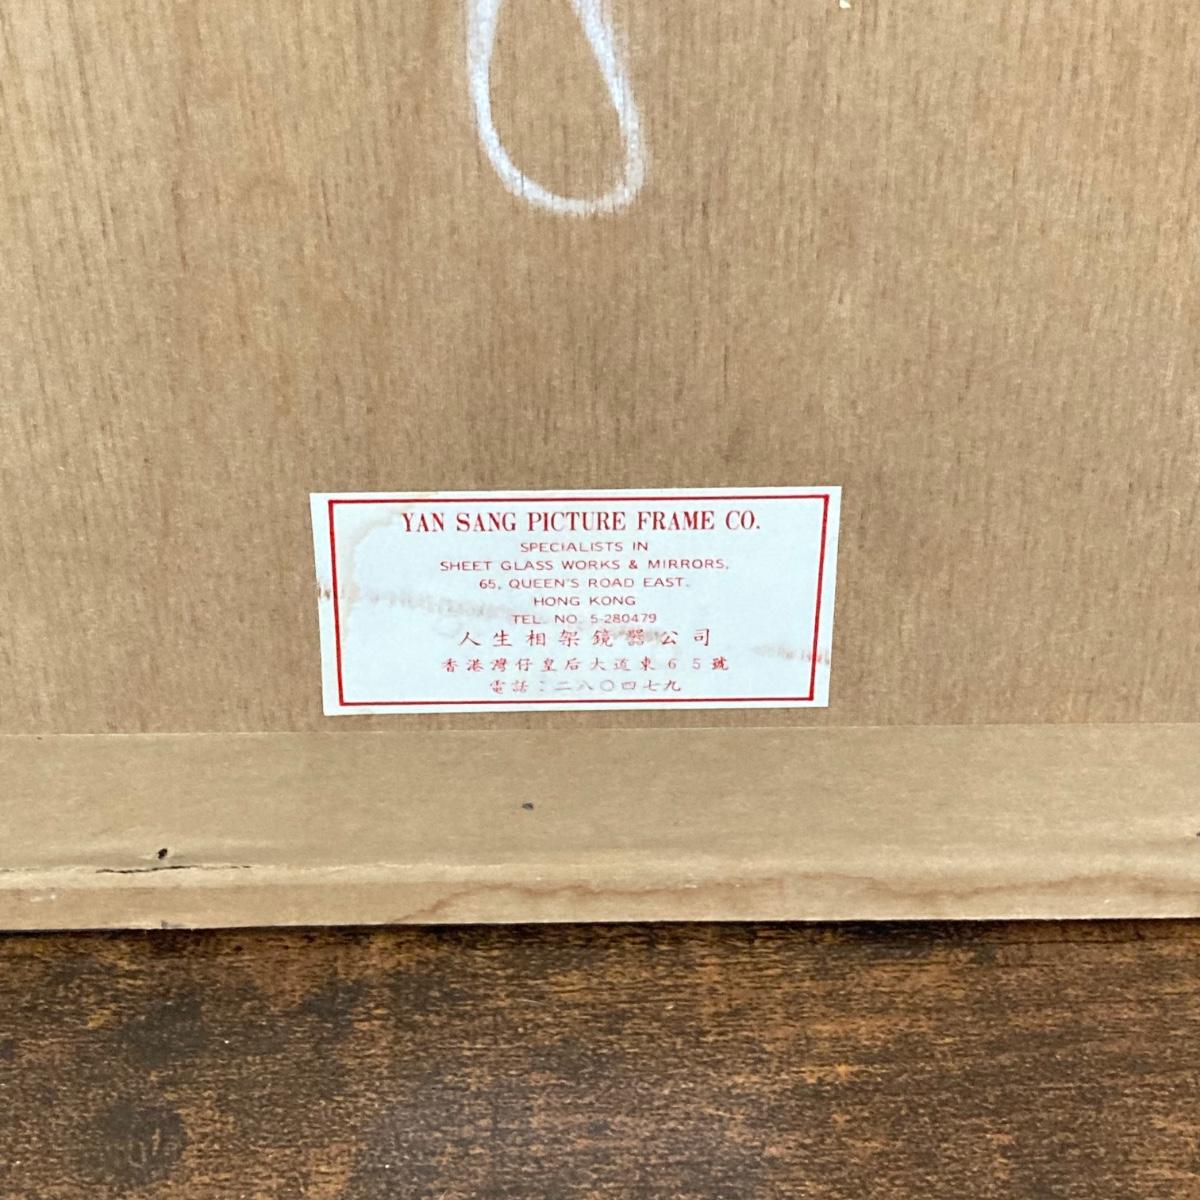 YAN SANG PICTURE FRAME CO.
SPECIALISTS IN
SHEET GLASS WORKS & MIRRORS,
65, QUEEN'S ROAD EAST.
HONG KONG
TEL. NO. 5-280479
人生相架鏡器公司
香港灣仔皇后大道東65號
電話:二八〇四七九